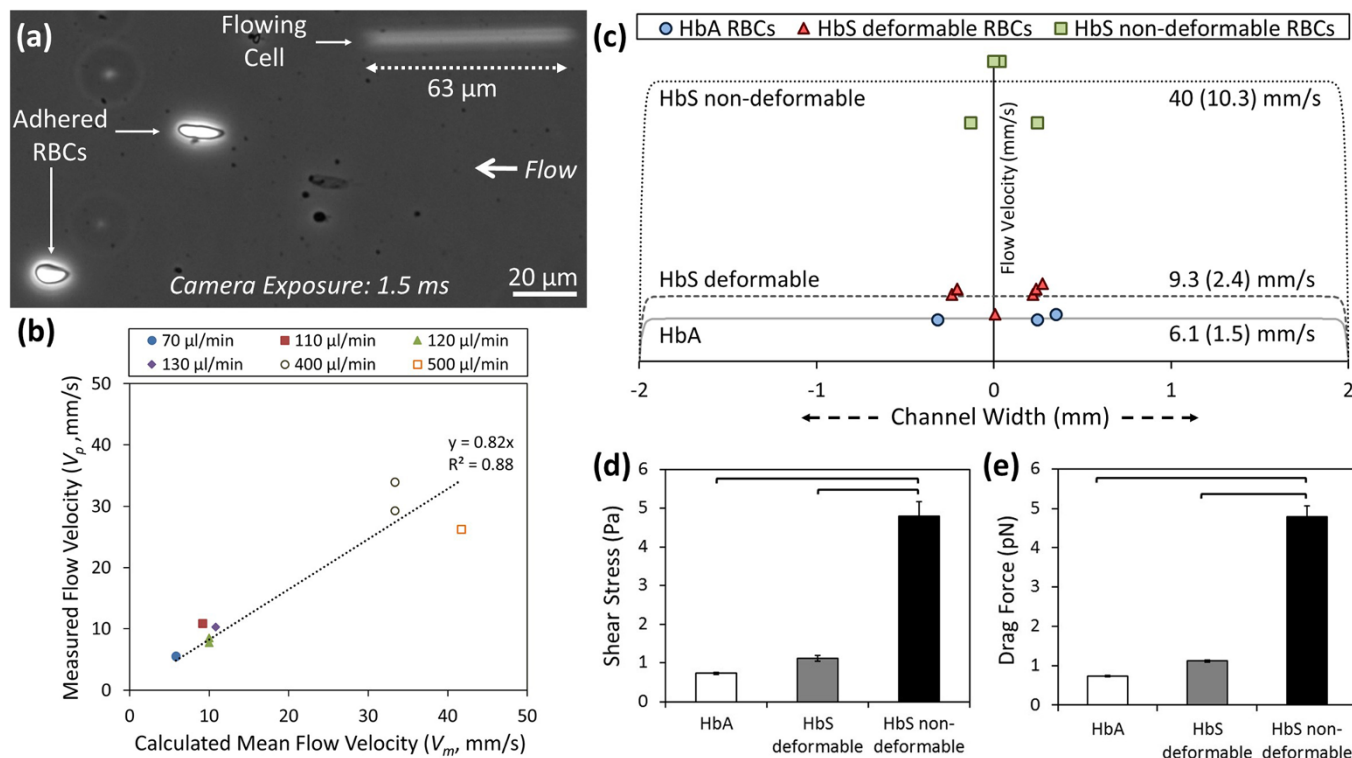 (a)
Flowing
Cell
63 µm
Adhered
RBCs
Flow
Camera Exposure: 1.5 ms
20 µm
(b)
70 µl/min 110 µl/min 120 µl/min
130 µl/min 400 µl/min 500 µl/min
Measured Flow Velocity (Vp ,mm/s)
50
40
30
20
10
0
y = 0.82x
R² = 0.88
0 10 20 30 40 50
Calculated Mean Flow Velocity (Vm, mm/s)
(c)
HbA RBCs HbS deformable RBCs HbS non-deformable RBCs
HbS non-deformable 40 (10.3) mm/s
Flow Velocity (mm/s)
HbS deformable 9.3 (2.4) mm/s
HbA 6.1 (1.5) mm/s
-2 -1 0 1 2
Channel Width (mm)
(d)
Shear Stress (Pa)
6
5
4
3
2
1
0
HbA HbS deformable HbS non-deformable
(e)
Drag Force (pN)
6
5
4
3
2
1
0
HbA HbS deformable HbS non-deformable